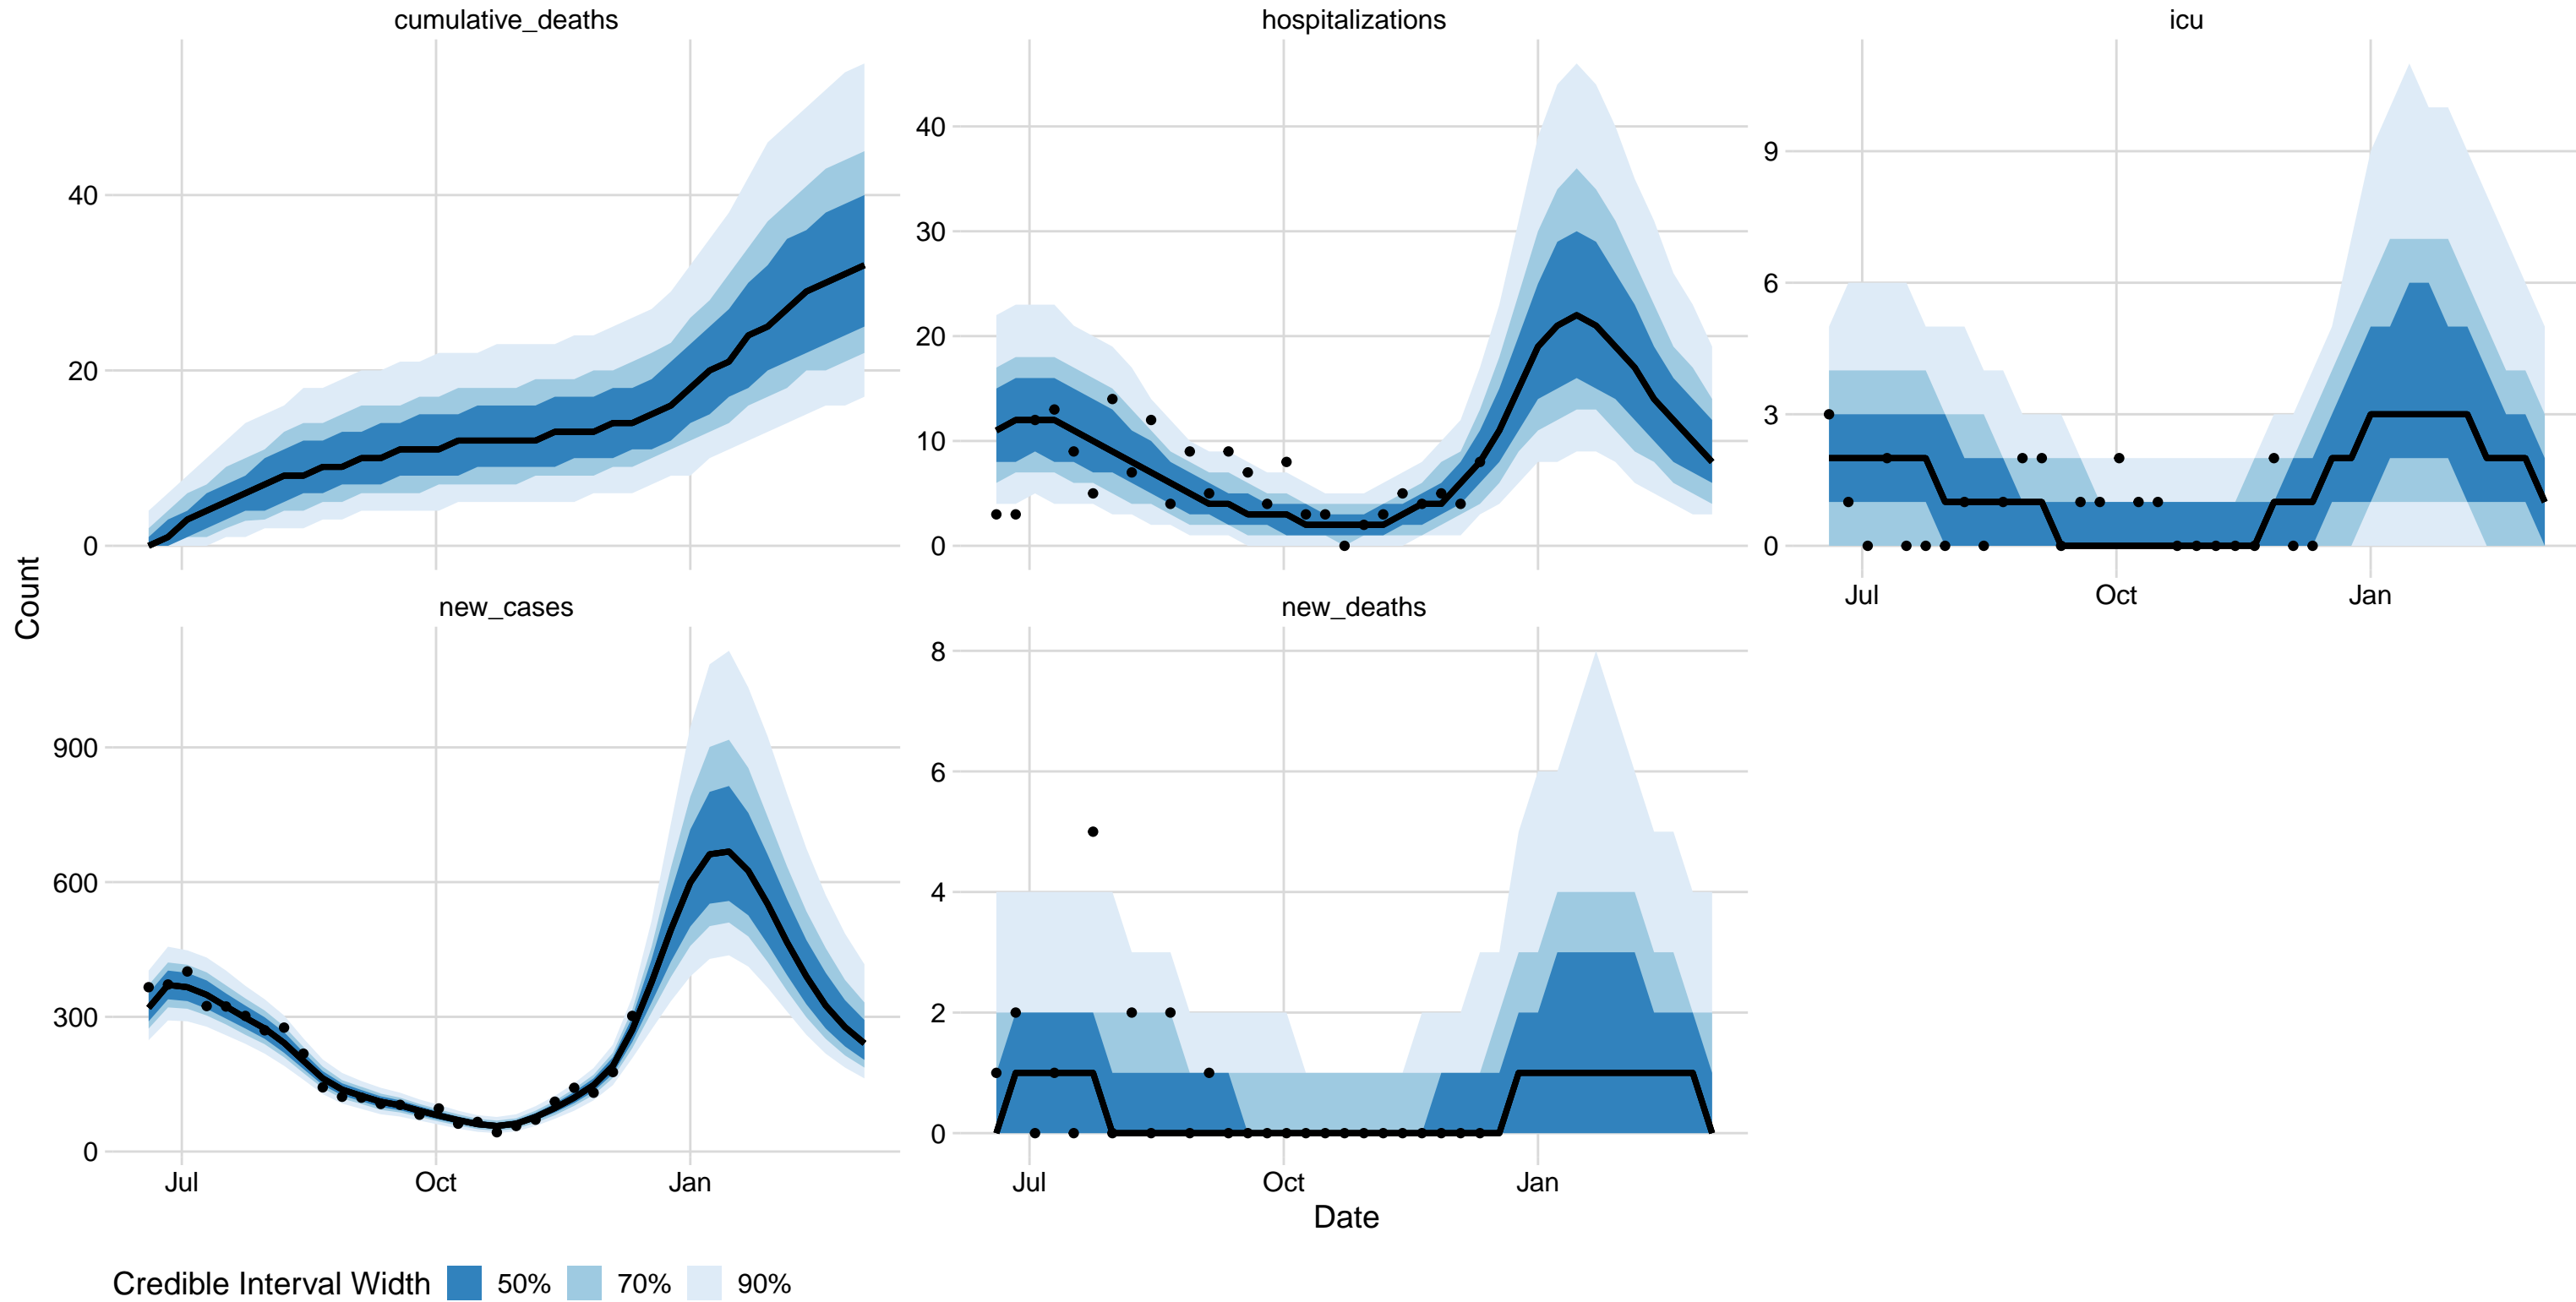 cumulative_deaths
hospitalizations
icu
40
20
0
40
30
20
10
0
9
6
3
0
Jul Oct Jan
Count
new_cases
new_deaths
900
600
300
0
8
6
4
2
0
Jul Oct Jan
Jul Oct Jan
Date
Credible Interval Width 50% 70% 90%